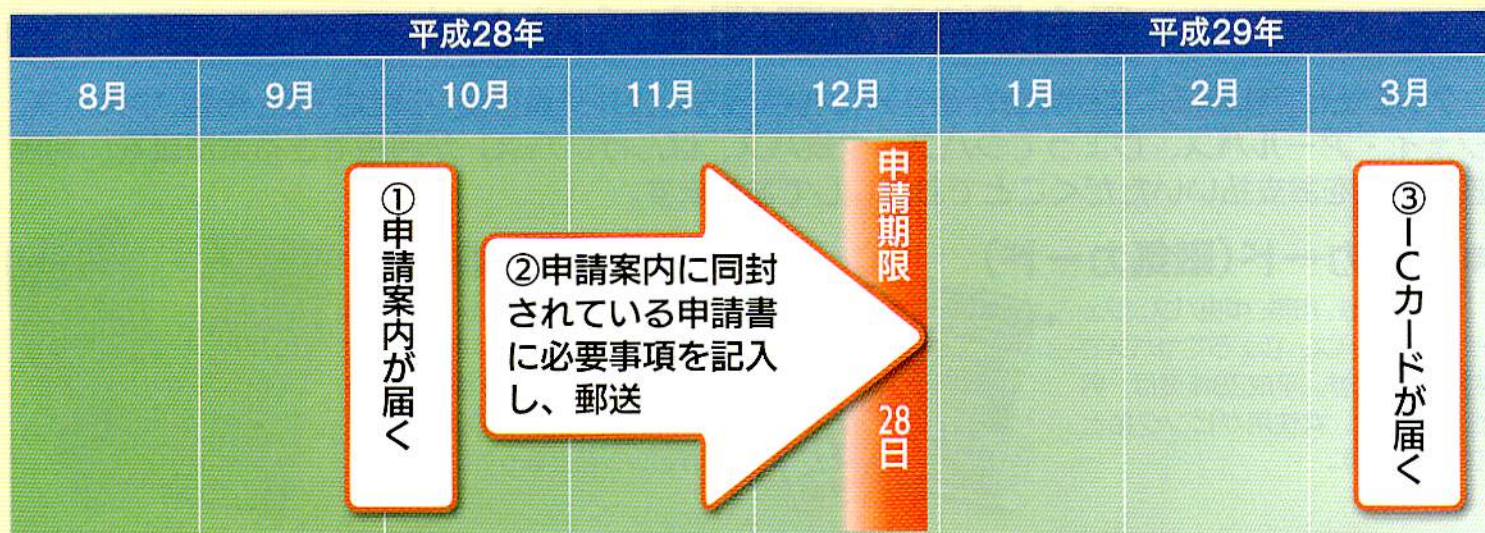 平成28年
平成29年
8月
9月
10月
11月
12月
1月
2月
3月
①申請案内が届く
②申請案内に同封
されている申請書
に必要事項を記入
し、郵送
申請期限
28日
③ICカードが届く